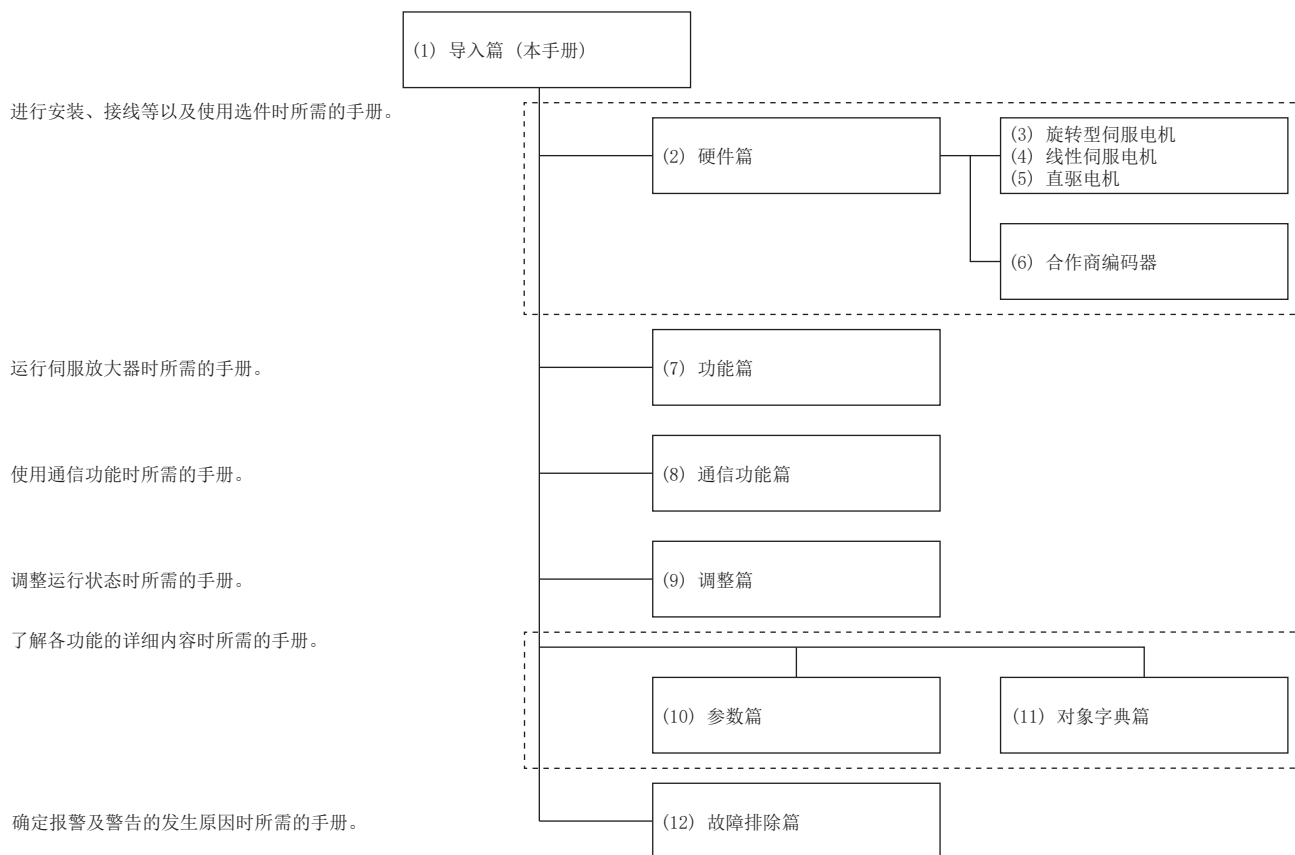 (1) 导入篇 (本手册)
进行安装、接线等以及使用选件时所需的手册。
(2) 硬件篇
(3) 旋转型伺服电机
(4) 线性伺服电机
(5) 直驱电机
(6) 合作商编码器
运行伺服放大器时所需的手册。
(7) 功能篇
使用通信功能时所需的手册。
(8) 通信功能篇
调整运行状态时所需的手册。
(9) 调整篇
了解各功能的详细内容时所需的手册。
(10) 参数篇
(11) 对象字典篇
确定报警及警告的发生原因时所需的手册。
(12) 故障排除篇